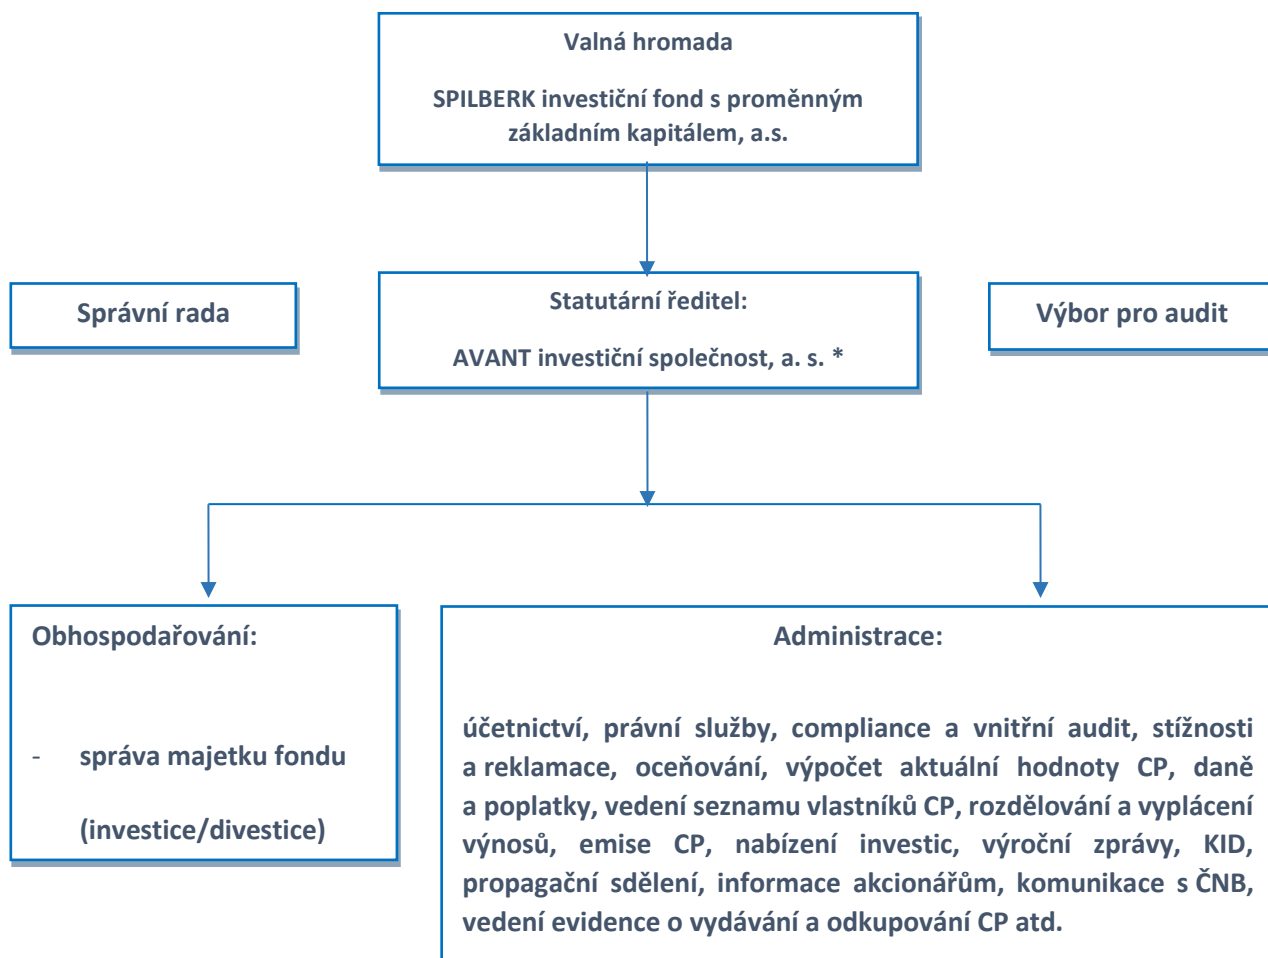 Valná hromada
SPILBERK investiční fond s proměnným
základním kapitálem, a.s.
Správní rada
Statutární ředitel:
AVANT investiční společnost, a. s. *
Výbor pro audit
Obhospodařování:
- správa majetku fondu
(investice/divestice)
Administrace:
účetnictví, právní služby, compliance a vnitřní audit, stížnosti
a reklamace, oceňování, výpočet aktuální hodnoty CP, daně
a poplatky, vedení seznamu vlastníků CP, rozdělování a vyplácení
výnosů, emise CP, nabízení investic, výroční zprávy, KID,
propagační sdělení, informace akcionářům, komunikace s ČNB,
vedení evidence o vydávání a odkupování CP atd.